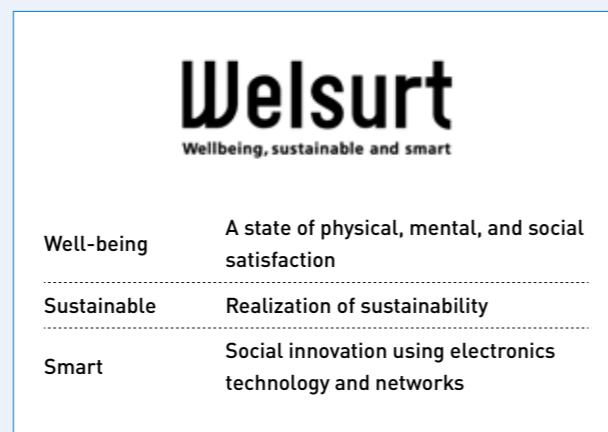 Welsurt
Wellbeing, sustainable and smart
Well-being
A state of physical, mental, and social
satisfaction
Sustainable
Realization of sustainability
Smart
Social innovation using electronics
technology and networks